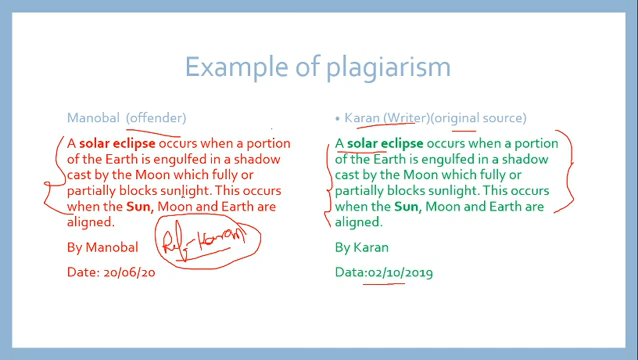 Example of plagiarism
Manobal (offender)
A solar eclipse occurs when a portion
of the Earth is engulfed in a shadow
cast by the Moon which fully or
partially blocks sunlight. This occurs
when the Sun, Moon and Earth are
aligned.
By Manobal
Date: 20/06/20
Ref-Karan
• Karan (Writer)(original source)
A solar eclipse occurs when a portion
of the Earth is engulfed in a shadow
cast by the Moon which fully or
partially blocks sunlight. This occurs
when the Sun, Moon and Earth are
aligned.
By Karan
Data:02/10/2019